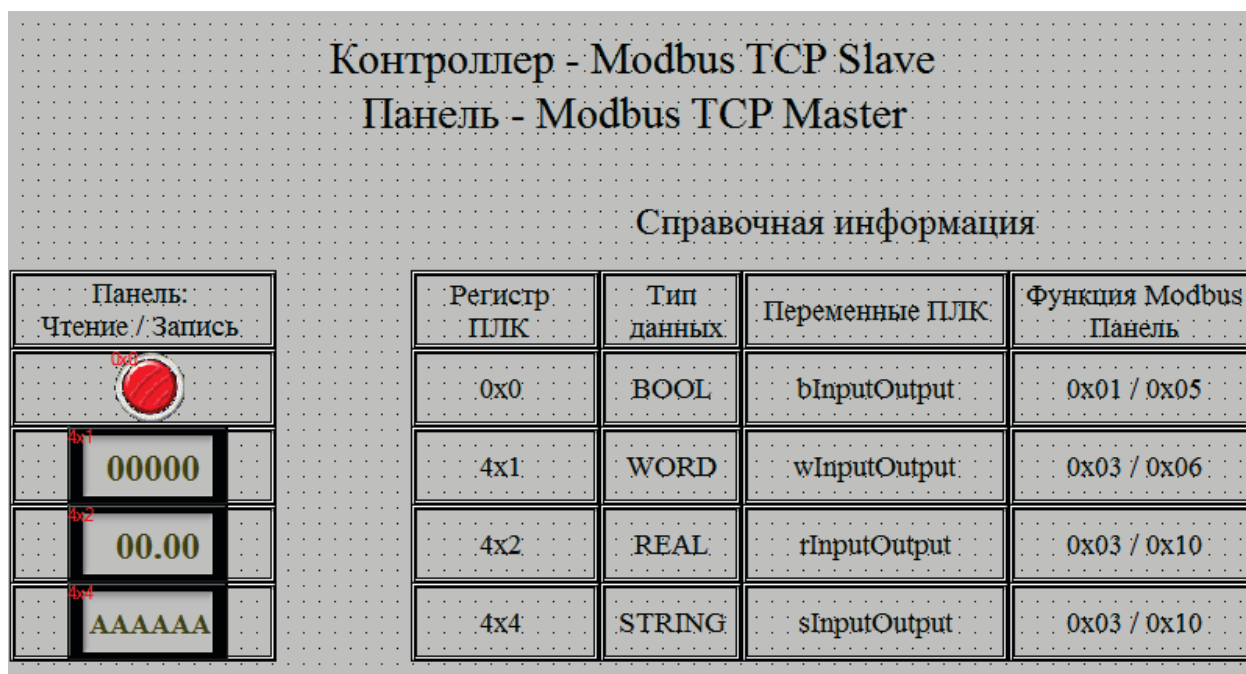 Контроллер - Modbus TCP Slave
Панель - Modbus TCP Master
Справочная информация
Панель:
Чтение / Запись
Регистр
ПЛК
Тип
данных
Переменные ПЛК
Функция Modbus
Панель
0x0
0x0
BOOL
bInputOutput
0x01 / 0x05
4x1
00000
4x1
WORD
wInputOutput
0x03 / 0x06
4x2
00.00
4x2
REAL
rInputOutput
0x03 / 0x10
4x4
AAAAAA
4x4
STRING
sInputOutput
0x03 / 0x10